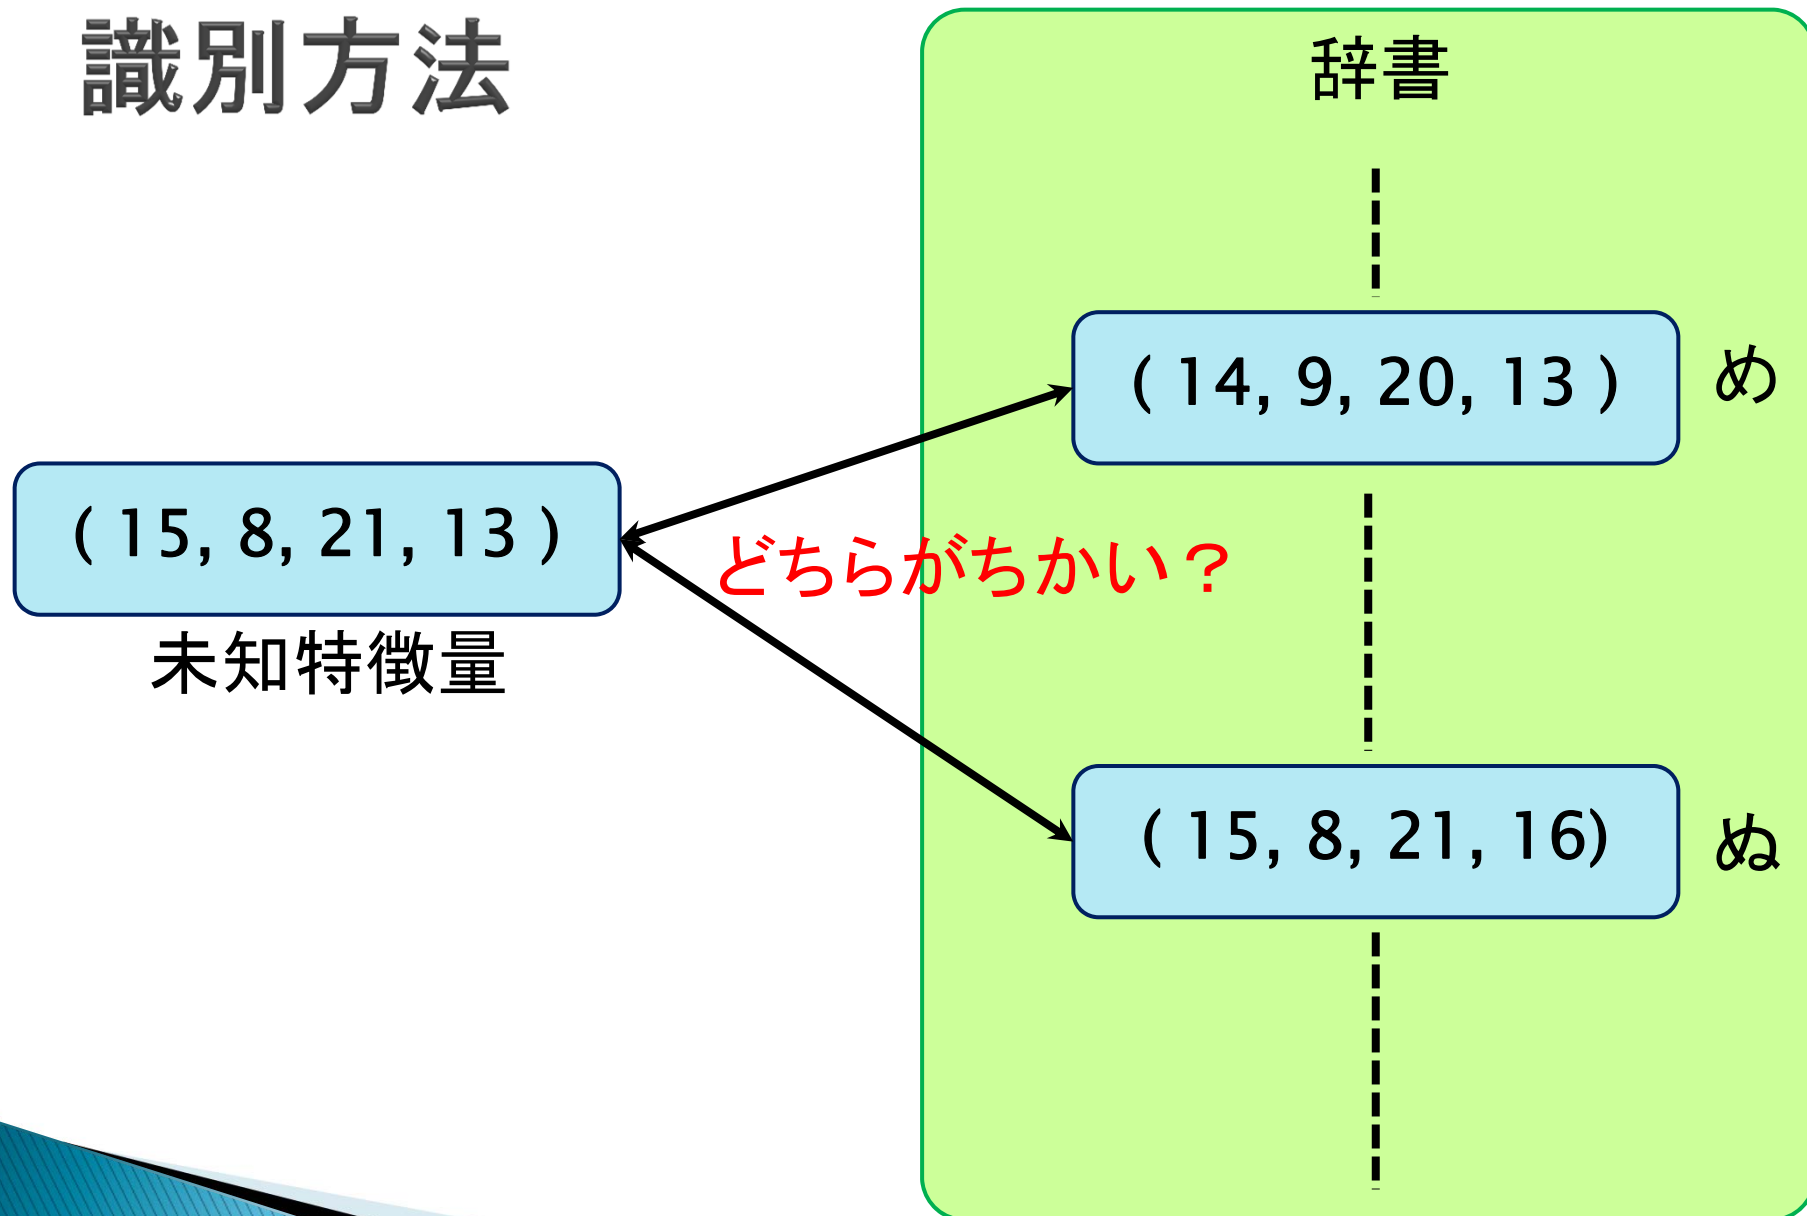 識別方法
辞書
( 14, 9, 20, 13 )
め
( 15, 8, 21, 13 )
どちらがちかい？
未知特徴量
( 15, 8, 21, 16)
ぬ